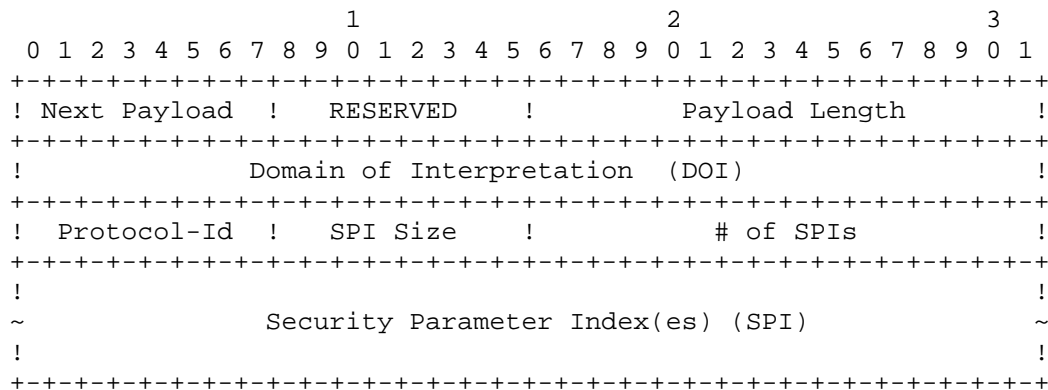 1                   2                   3
 0 1 2 3 4 5 6 7 8 9 0 1 2 3 4 5 6 7 8 9 0 1 2 3 4 5 6 7 8 9 0 1
+-+-+-+-+-+-+-+-+-+-+-+-+-+-+-+-+-+-+-+-+-+-+-+-+-+-+-+-+-+-+-+-+
! Next Payload  !   RESERVED    !         Payload Length        !
+-+-+-+-+-+-+-+-+-+-+-+-+-+-+-+-+-+-+-+-+-+-+-+-+-+-+-+-+-+-+-+-+
!              Domain of Interpretation  (DOI)                  !
+-+-+-+-+-+-+-+-+-+-+-+-+-+-+-+-+-+-+-+-+-+-+-+-+-+-+-+-+-+-+-+-+
!  Protocol-Id  !   SPI Size    !           # of SPIs           !
+-+-+-+-+-+-+-+-+-+-+-+-+-+-+-+-+-+-+-+-+-+-+-+-+-+-+-+-+-+-+-+-+
!                                                               !
~               Security Parameter Index(es) (SPI)              ~
!                                                               !
+-+-+-+-+-+-+-+-+-+-+-+-+-+-+-+-+-+-+-+-+-+-+-+-+-+-+-+-+-+-+-+-+